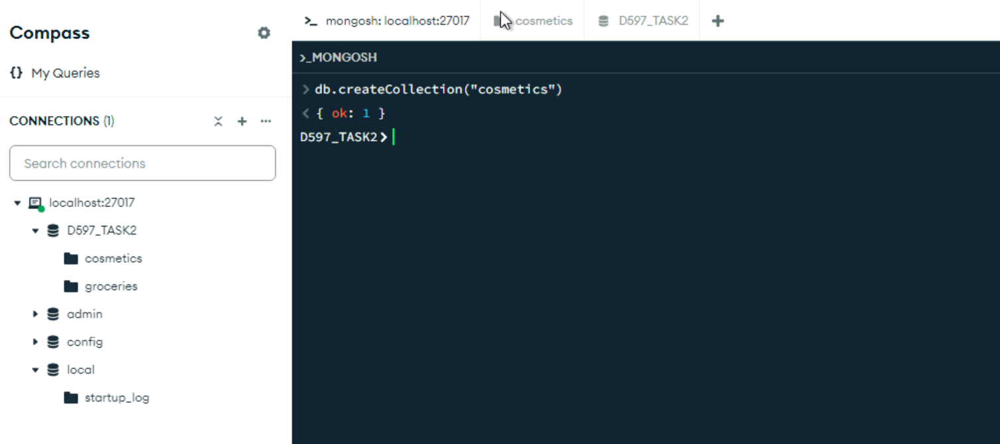 Compass
{} My Queries
CONNECTIONS (1)
Search connections
localhost:27017
D597_TASK2
cosmetics
groceries
admin
config
local
startup_log
>_ mongosh: localhost:27017
cosmetics
D597_TASK2
>_MONGOSH
> db.createCollection("cosmetics")
< { ok: 1 }
D597_TASK2>